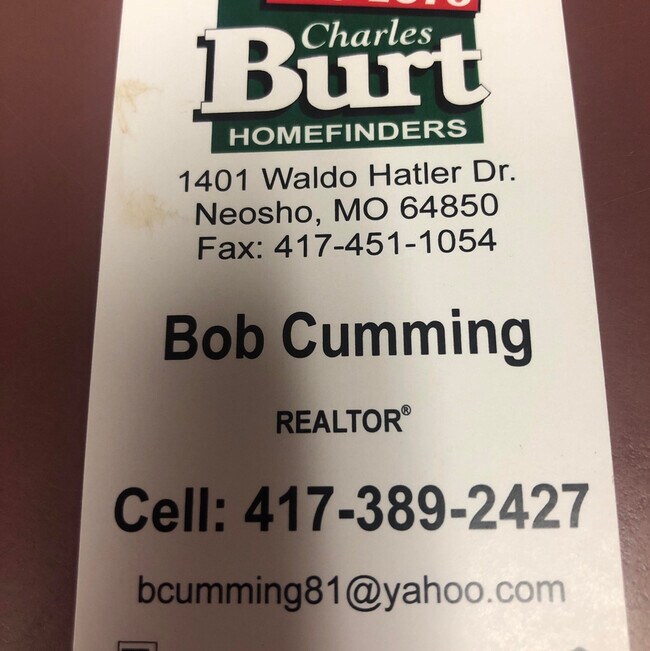 Charles
Burt
HOMEFINDERS
1401 Waldo Hatler Dr.
Neosho, MO 64850
Fax: 417-451-1054
Bob Cumming
REALTOR®
Cell: 417-389-2427
bcumming81@yahoo.com